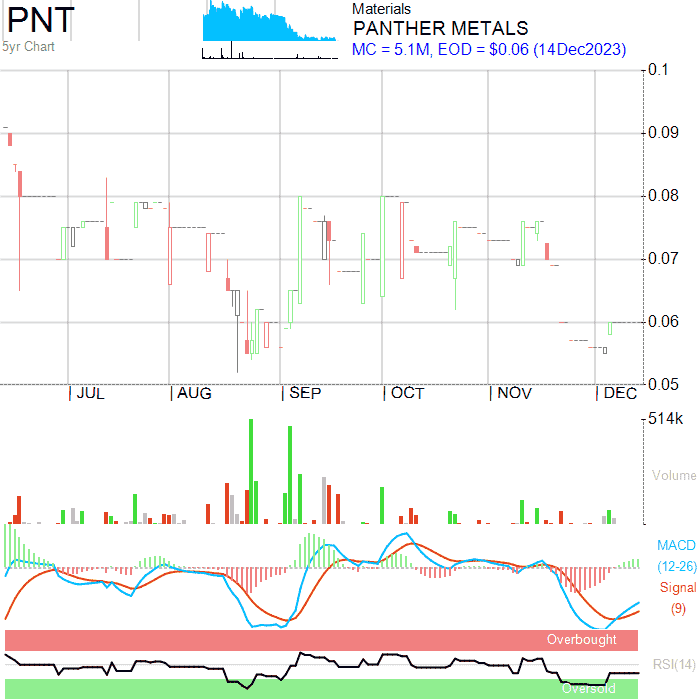 PNT
5yr Chart
Materials
PANTHER METALS
MC = 5.1M, EOD = $0.06 (14Dec2023)
0.1
0.09
0.08
0.07
0.06
0.05
JUL AUG SEP OCT NOV DEC
514k
Volume
MACD
(12-26)
Signal
(9)
Overbought
RSI(14)
Oversold